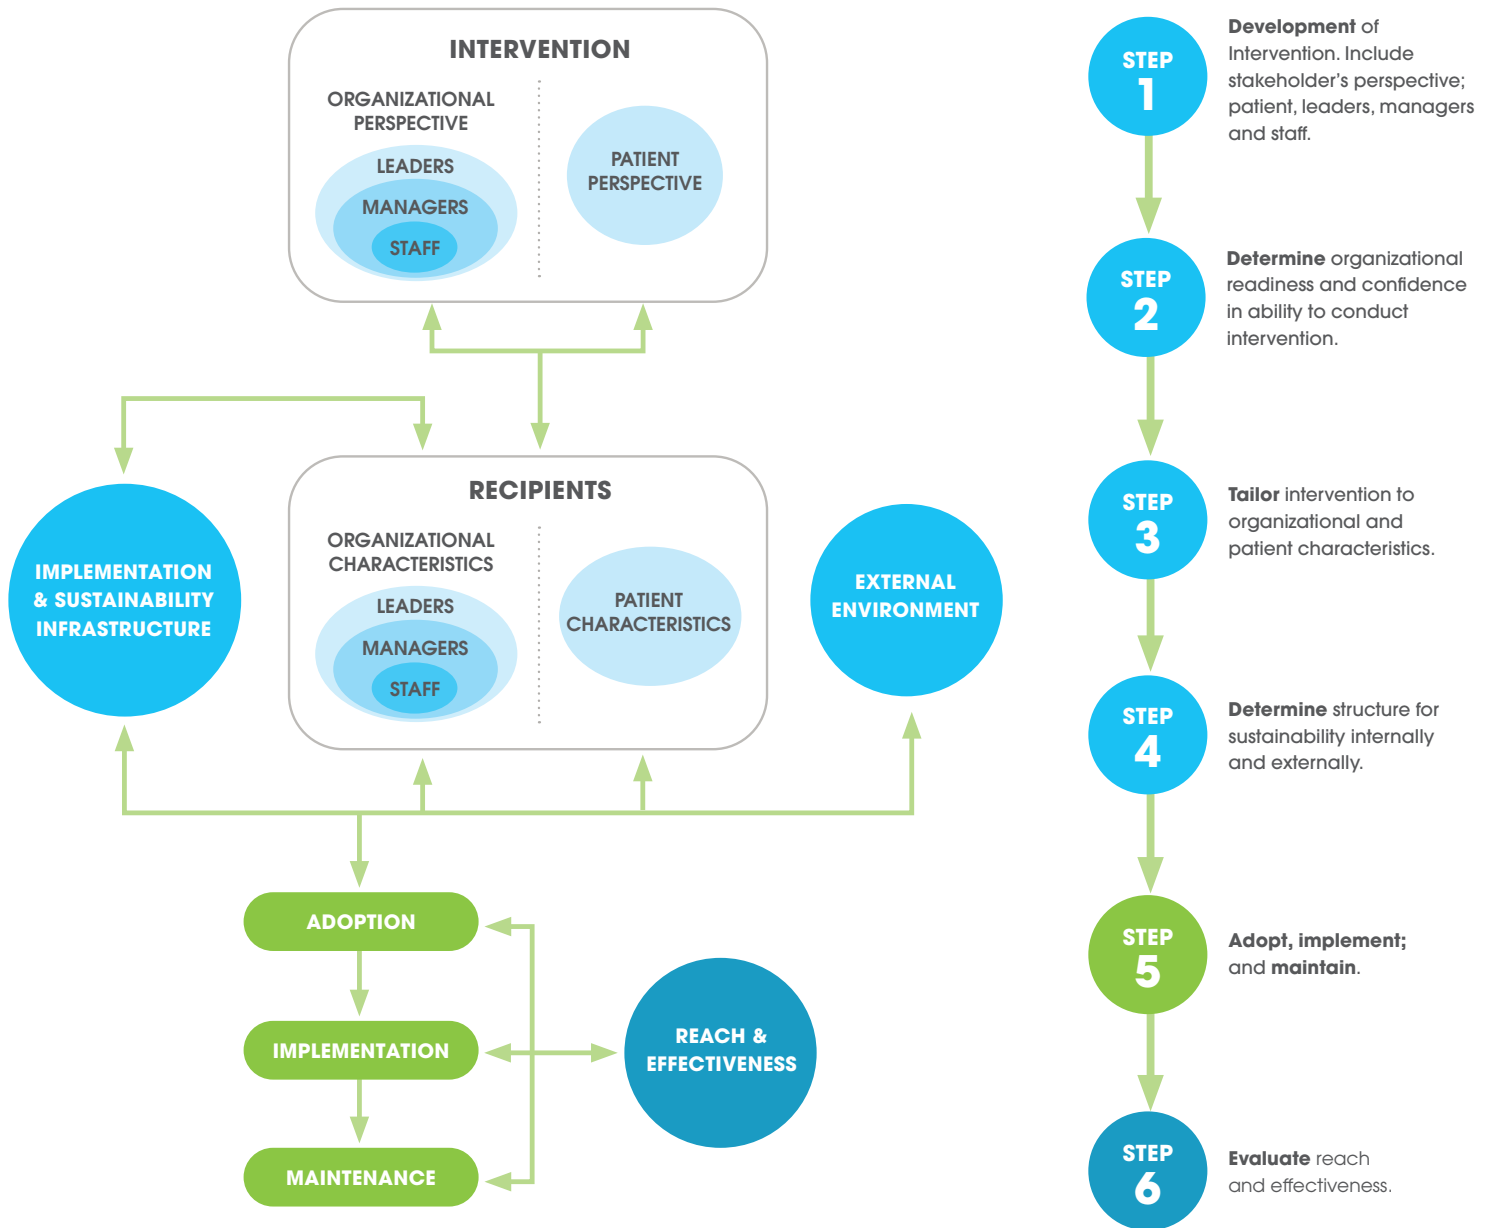 INTERVENTION
ORGANIZATIONAL
PERSPECTIVE
LEADERS
MANAGERS
STAFF
PATIENT
PERSPECTIVE
RECIPIENTS
ORGANIZATIONAL
CHARACTERISTICS
LEADERS
MANAGERS
STAFF
PATIENT
CHARACTERISTICS
IMPLEMENTATION
& SUSTAINABILITY
INFRASTRUCTURE
EXTERNAL
ENVIRONMENT
ADOPTION
IMPLEMENTATION
MAINTENANCE
REACH &
EFFECTIVENESS
STEP
1
Development of
Intervention. Include
stakeholder's perspective;
patient, leaders, managers
and staff.
STEP
2
Determine organizational
readiness and confidence
in ability to conduct
intervention.
STEP
3
Tailor intervention to
organizational and
patient characteristics.
STEP
4
Determine structure for
sustainability internally
and externally.
STEP
5
Adopt, implement;
and maintain.
STEP
6
Evaluate reach
and effectiveness.